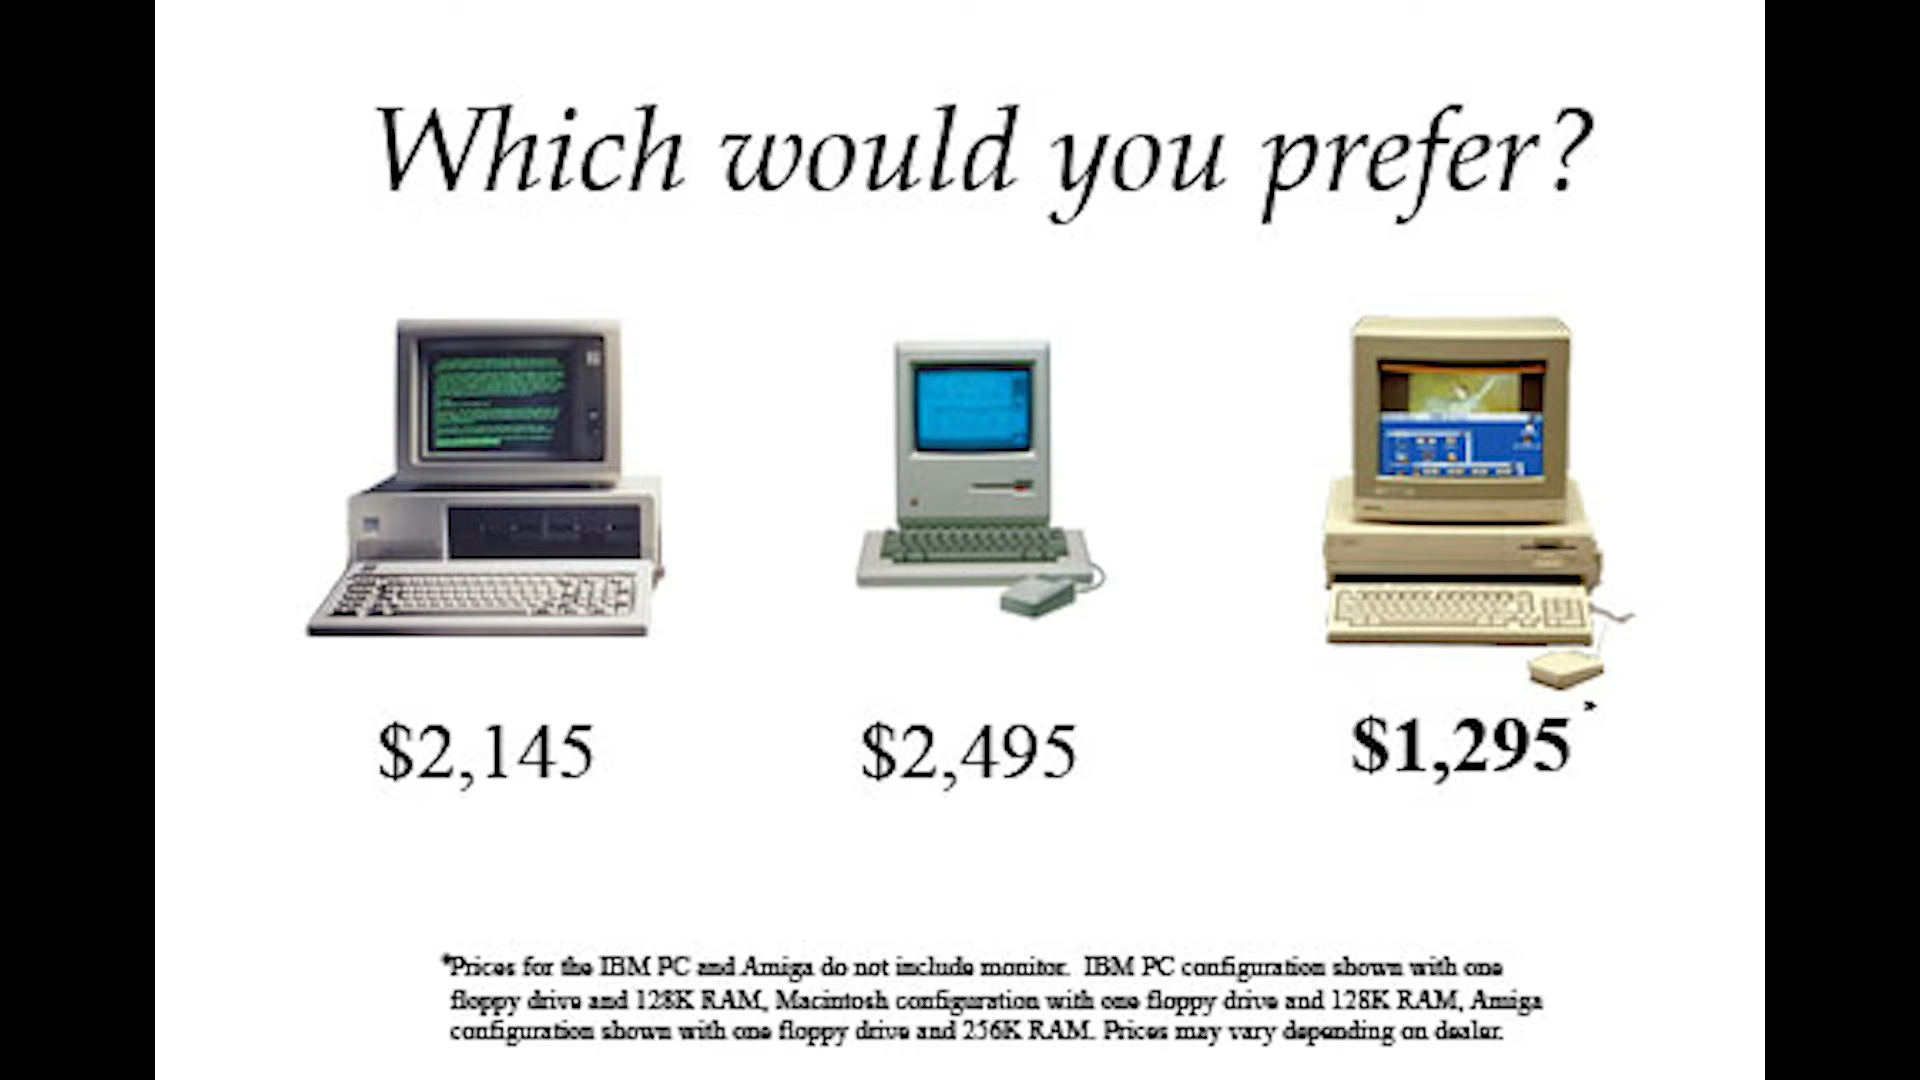 Which would you prefer?
$2,145
$2,495
$1,295*
*Prices for the IBM PC and Amiga do not include monitor. IBM PC configuration shown with one
floppy drive and 128K RAM, Macintosh configuration with one floppy drive and 128K RAM, Amiga
configuration shown with one floppy drive and 256K RAM. Prices may vary depending on dealer.